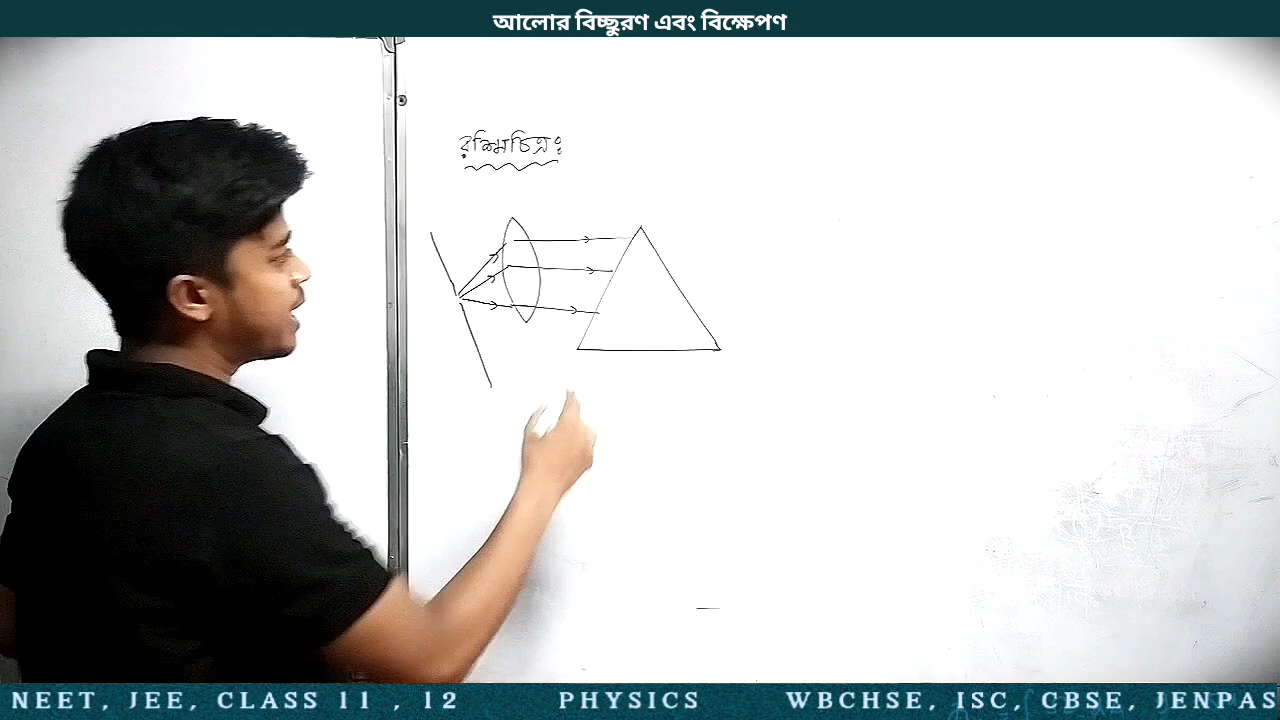 আলোর বিচ্ছুরণ এবং বিক্ষেপণ
রশ্মিচিত্রঃ
NEET, JEE, CLASS 11 , 12 PHYSICS WBCHSE, ISC, CBSE, JENPAS